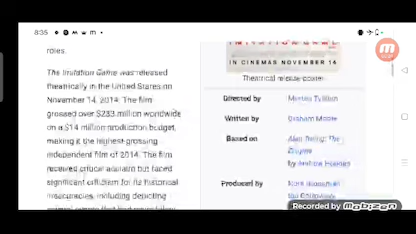 8:35
roles.
The Imitation Game was released
theatrically in the United States on
November 14, 2014. The film
grossed over $233 million worldwide
on a $14 million production budget,
making it the highest-grossing
independent film of 2014. The film
received critical acclaim but faced
significant criticism for its historical
inaccuracies, including depicting
IN CINEMAS NOVEMBER 14
Theatrical release poster
Directed by Morten Tyldum
Written by Graham Moore
Based on Alan Turing: The
Enigma
by Andrew Hodges
Produced by
Recorded by Mobizen